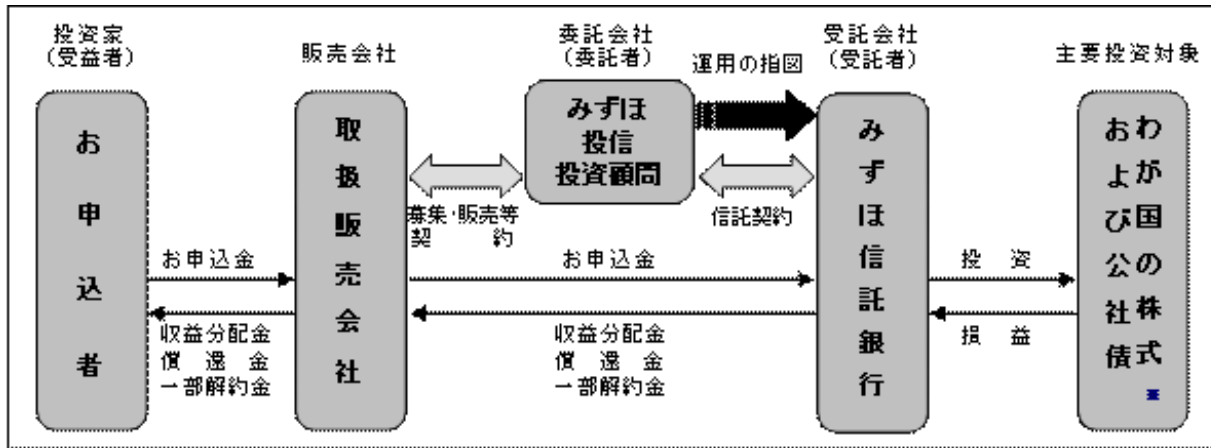 投資家
(受益者)
販売会社
委託会社
(委託者)
受託会社
(受託者)
主要投資対象
運用の指図
お申込者
取扱販売会社
みずほ
投信
投資顧問
みずほ信託銀行
わが国の株式※
および公社債
募集・販売等
契　　約
信託契約
お申込金
お申込金
投　資
収益分配金
償　還　金
一部解約金
収益分配金
償　還　金
一部解約金
損　益